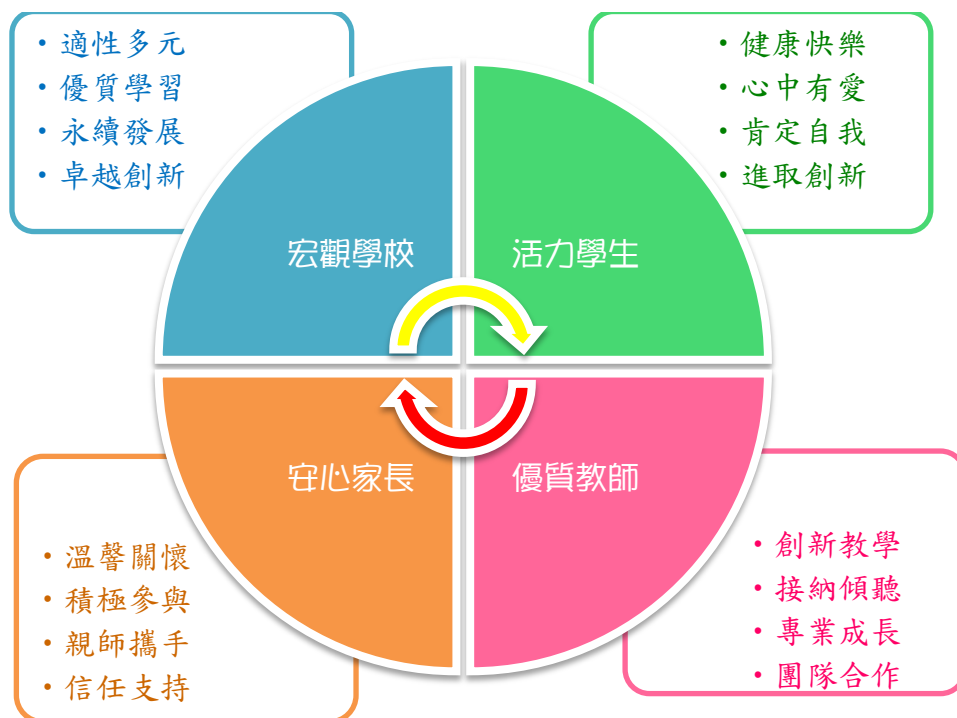 ・適性多元
・優質學習
・永續發展
・卓越創新
・健康快樂
・心中有愛
・肯定自我
・進取創新
宏觀學校
活力學生
安心家長
優質教師
・溫馨關懷
・積極參與
・親師攜手
・信任支持
・創新教學
・接納傾聽
・專業成長
・團隊合作